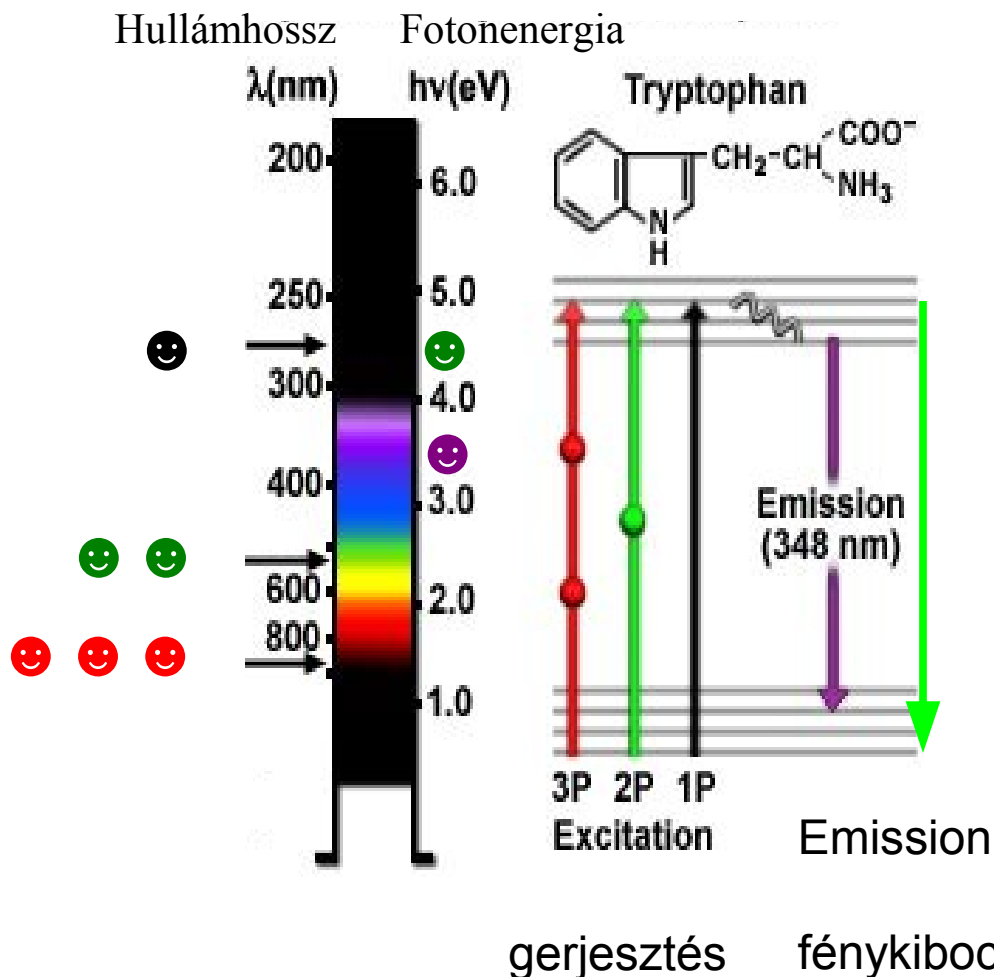 Hullámhossz Fotonenergia
λ(nm) hν(eV)
Tryptophan
COO⁻
CH₂-CH
NH₃
N
H
200
250
300
400
600
800
6.0
5.0
4.0
3.0
2.0
1.0
Emission
(348 nm)
3P 2P 1P
Excitation Emission
gerjesztés